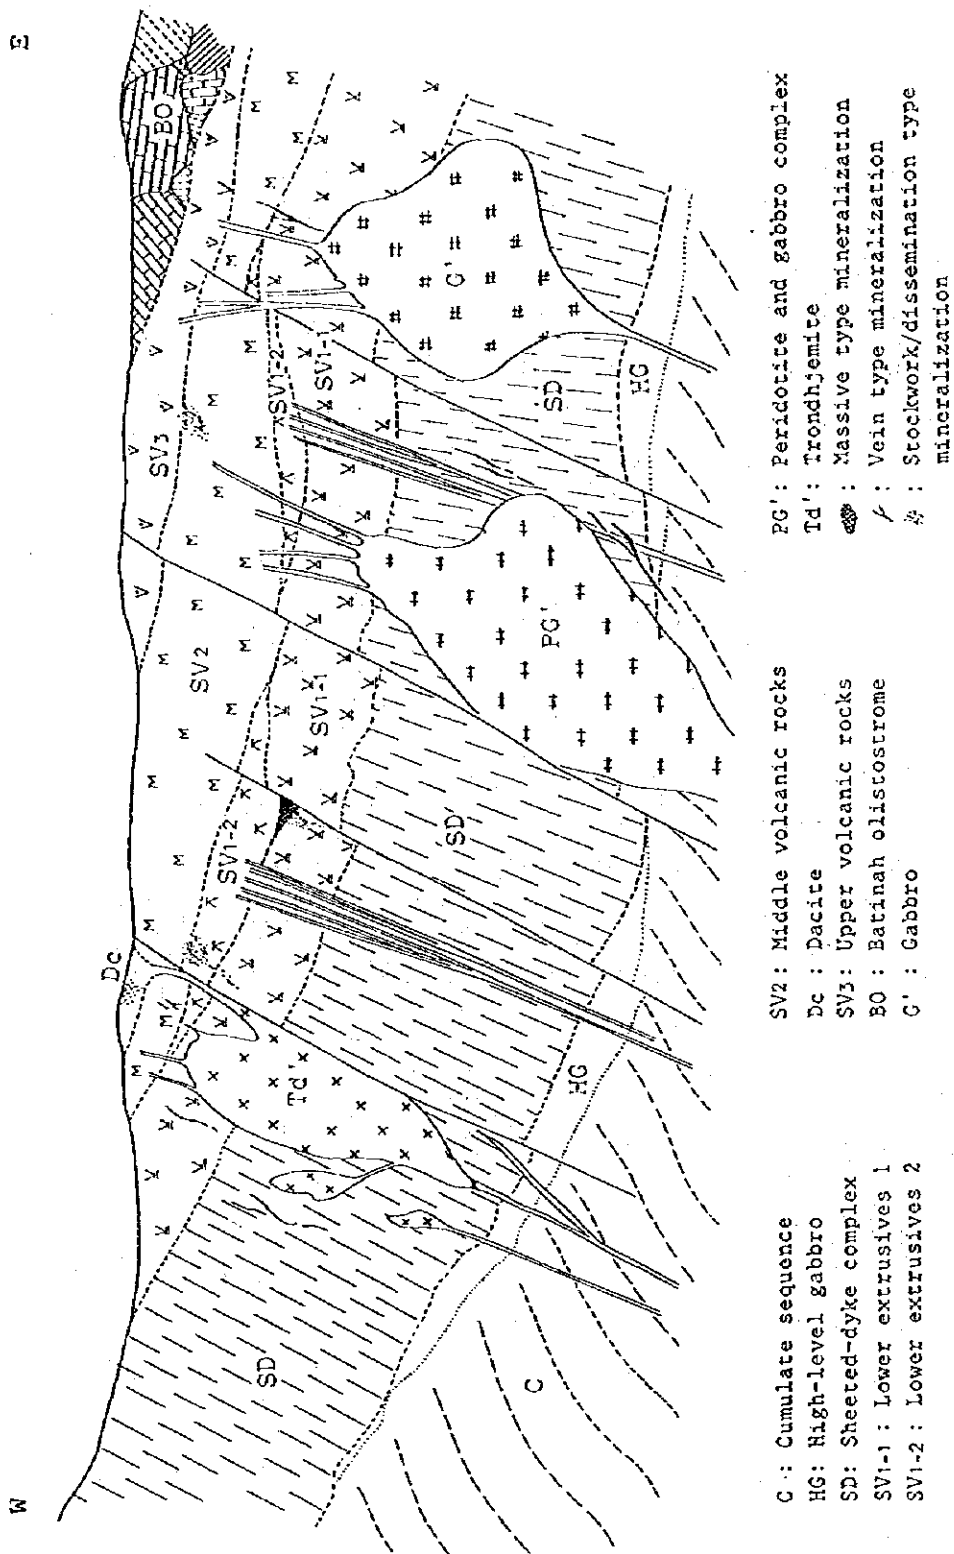 W
E
Dc
BO
SV3
SV2
SV1-2
SV1-1
SV1-2
SV1-1
Td'
G'
PG'
SD
SD
SD
HG
HG
C
C : Cumulate sequence
HG: High-level gabbro
SD: Sheeted-dyke complex
SV1-1 : Lower extrusives 1
SV1-2 : Lower extrusives 2
SV2: Middle volcanic rocks
Dc : Dacite
SV3: Upper volcanic rocks
BO : Batinah olistostrome
G' : Gabbro
PG': Peridotite and gabbro complex
Td': Trondhjemite
: Massive type mineralization
: Vein type mineralization
: Stockwork/dissemination type
mineralization